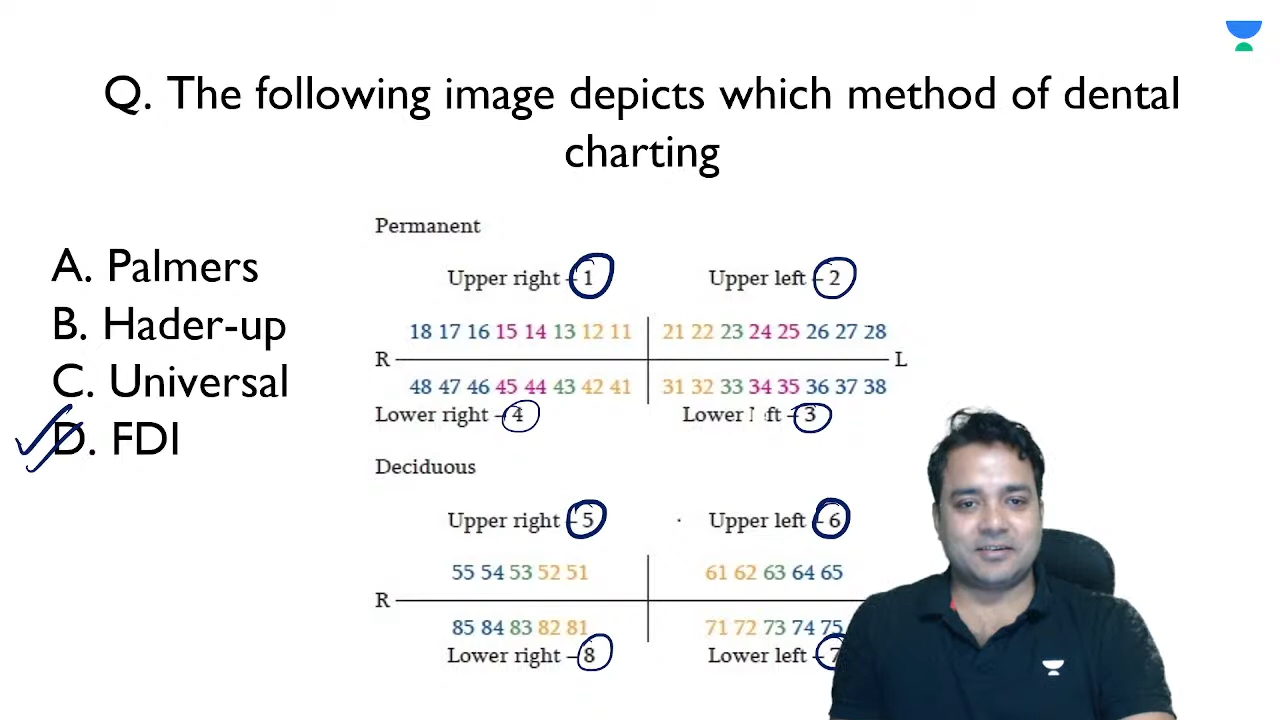 Q. The following image depicts which method of dental
charting
A. Palmers
B. Hader-up
C. Universal
D. FDI
Permanent
Upper right – 1 Upper left – 2
18 17 16 15 14 13 12 11 21 22 23 24 25 26 27 28
R L
48 47 46 45 44 43 42 41 31 32 33 34 35 36 37 38
Lower right – 4 Lower left – 3
Deciduous
Upper right – 5 Upper left – 6
55 54 53 52 51 61 62 63 64 65
R
85 84 83 82 81 71 72 73 74 75
Lower right – 8 Lower left – 7